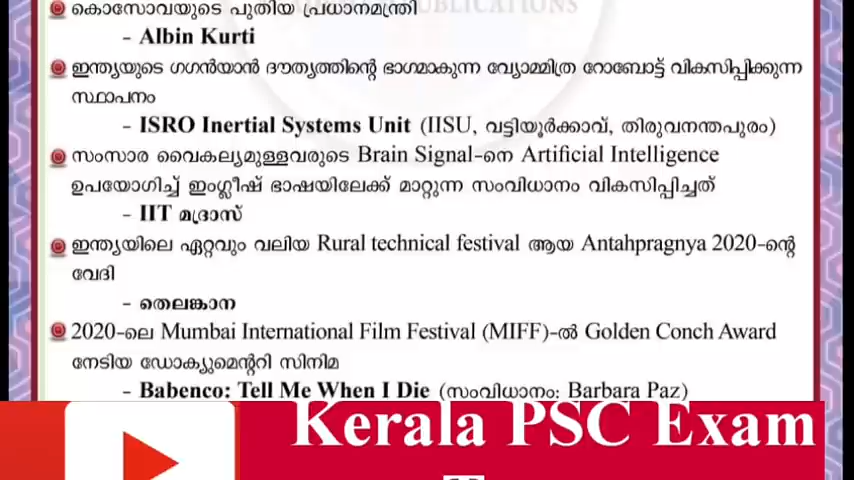 PUBLICATIONS
കൊസോവയുടെ പുതിയ പ്രധാനമന്ത്രി
- Albin Kurti
ഇന്ത്യയുടെ ഗഗൻയാൻ ദൗത്യത്തിന്റെ ഭാഗമാകുന്ന വ്യോമ്മിത്ര റോബോട്ട് വികസിപ്പിക്കുന്ന
സ്ഥാപനം
- ISRO Inertial Systems Unit (IISU, വട്ടിയൂർക്കാവ്, തിരുവനന്തപുരം)
സംസാര വൈകല്യമുള്ളവരുടെ Brain Signal-നെ Artificial Intelligence
ഉപയോഗിച്ച് ഇംഗ്ലീഷ് ഭാഷയിലേക്ക് മാറ്റുന്ന സംവിധാനം വികസിപ്പിച്ചത്
- IIT മദ്രാസ്
ഇന്ത്യയിലെ ഏറ്റവും വലിയ Rural technical festival ആയ Antahpragnya 2020-ന്റെ
വേദി
- തെലങ്കാന
2020-ലെ Mumbai International Film Festival (MIFF)-ൽ Golden Conch Award
നേടിയ ഡോക്യുമെന്ററി സിനിമ
- Babenco: Tell Me When I Die (സംവിധാനം: Barbara Paz)
Kerala PSC Exam